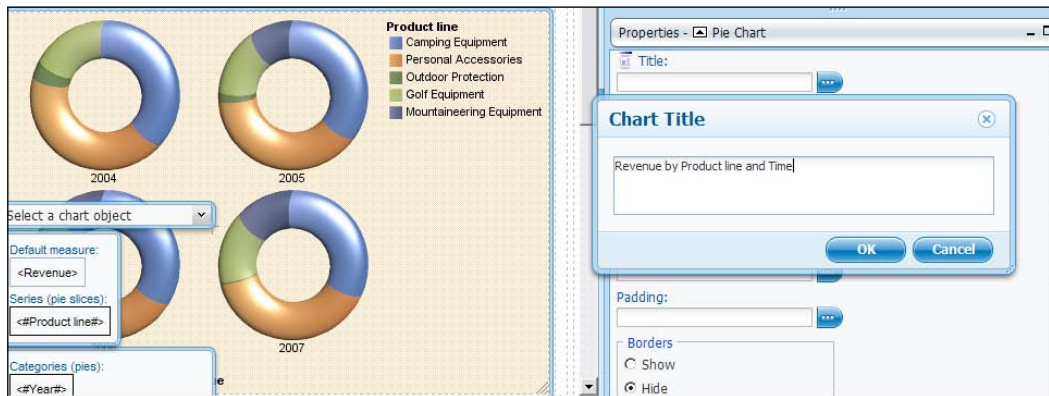 Product line
Camping Equipment
Personal Accessories
Outdoor Protection
Golf Equipment
Mountaineering Equipment
2004
2005
Select a chart object
Default measure:
<Revenue>
Series (pie slices):
<#Product line#>
2007
Categories (pies):
<#Year#>
Properties - Pie Chart
Title:
...
Chart Title
Revenue by Product line and Time
OK
Cancel
Padding:
...
Borders
Show
Hide